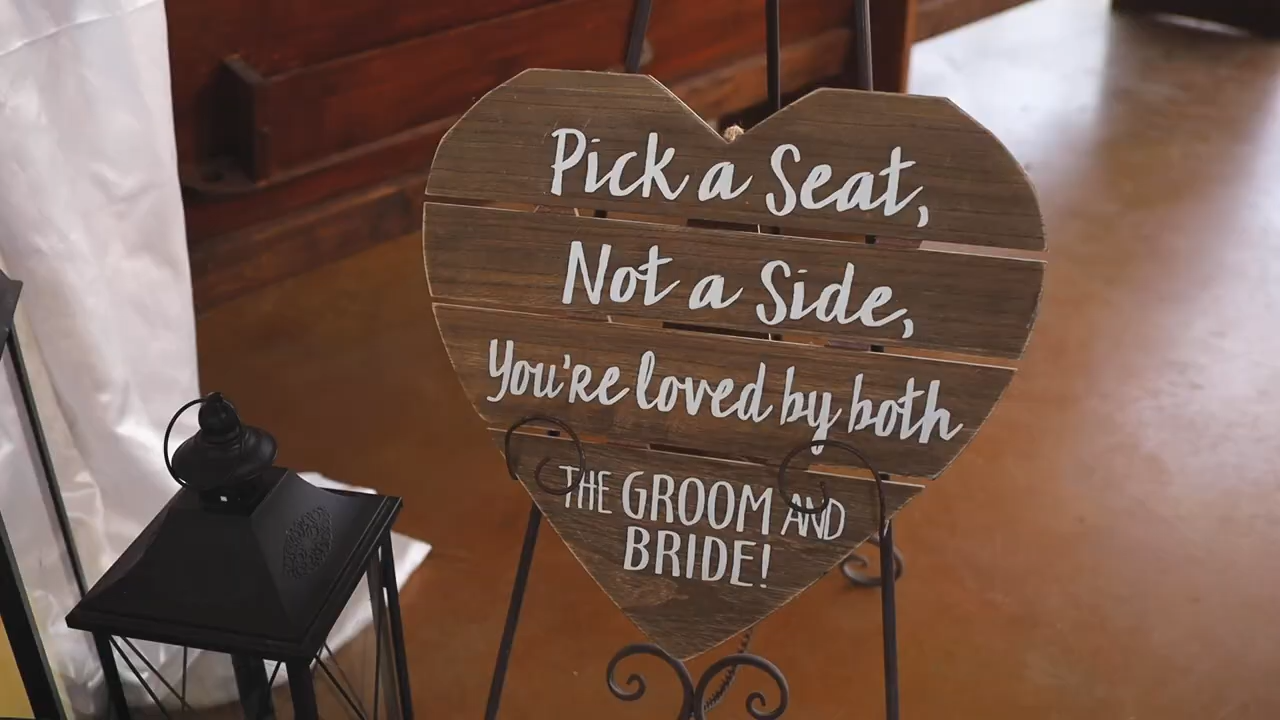 Pick a Seat,
Not a Side,
You're loved by both
THE GROOM AND
BRIDE!